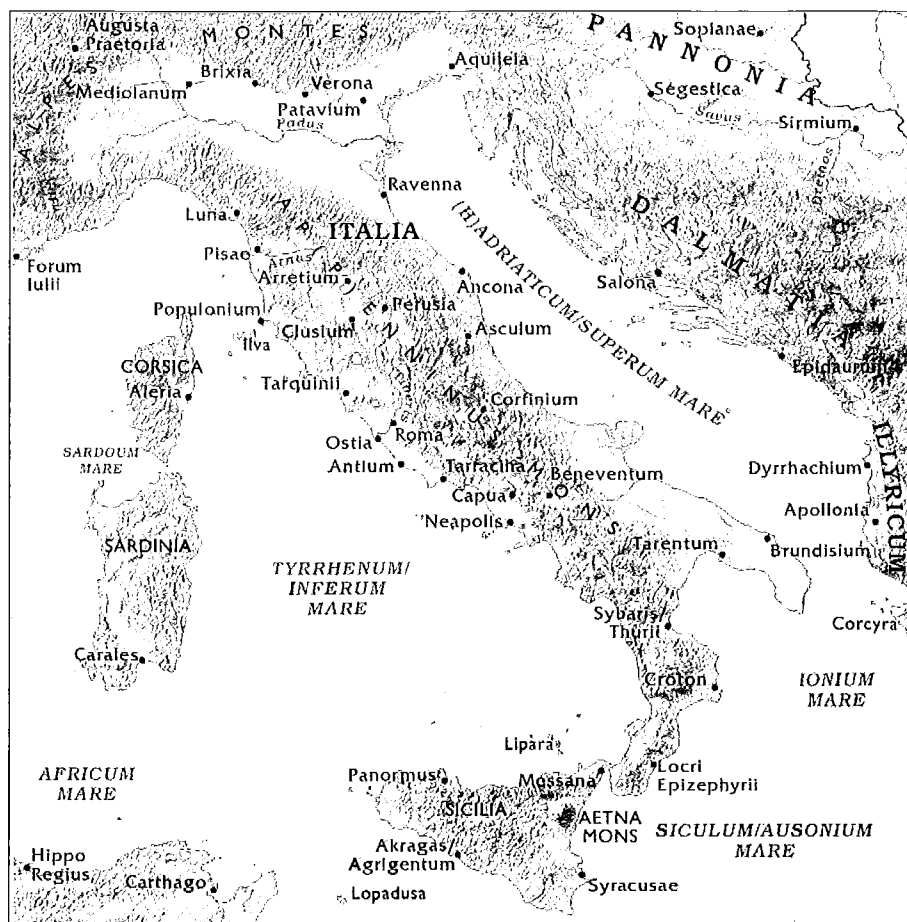 PANNONIA
Augusta
Praetoria
MONTES
Sopianae
Aquileia
ALPES
Mediolanum
Brixia
Verona
Patavium
Padus
Segestica
Savus
Sirmium
Dreinos
Ravenna
Luna
ITALIA
(H)ADRIATICUM/SUPERUM MARE
DALMATIA
Forum
Iulii
Pisae
Arnus
Arretium
APPENNINUS MONS
Ancona
Salona
Populonium
Ilva
Clusium
Perusia
Asculum
CORSICA
Aleria
Epidaurum
Tarquinii
Corfinium
Ostia
Roma
SARDOUM
MARE
Antium
Tarracina
Beneventum
Dyrrhachium
ILLYRICUM
Capua
Neapolis
Apollonia
SARDINIA
Tarentum
Brundisium
TYRRHENUM/
INFERUM
MARE
Sybaris/
Thurii
Corcyra
Carales
Croton
IONIUM
MARE
Lipara
AFRICUM
MARE
Panormus
Messana
Locri
Epizephyrii
SICILIA
AETNA
MONS
SICULUM/AUSONIUM
MARE
Akragas/
Agrigentum
Hippo
Regius
Carthago
Lopadusa
Syracusae